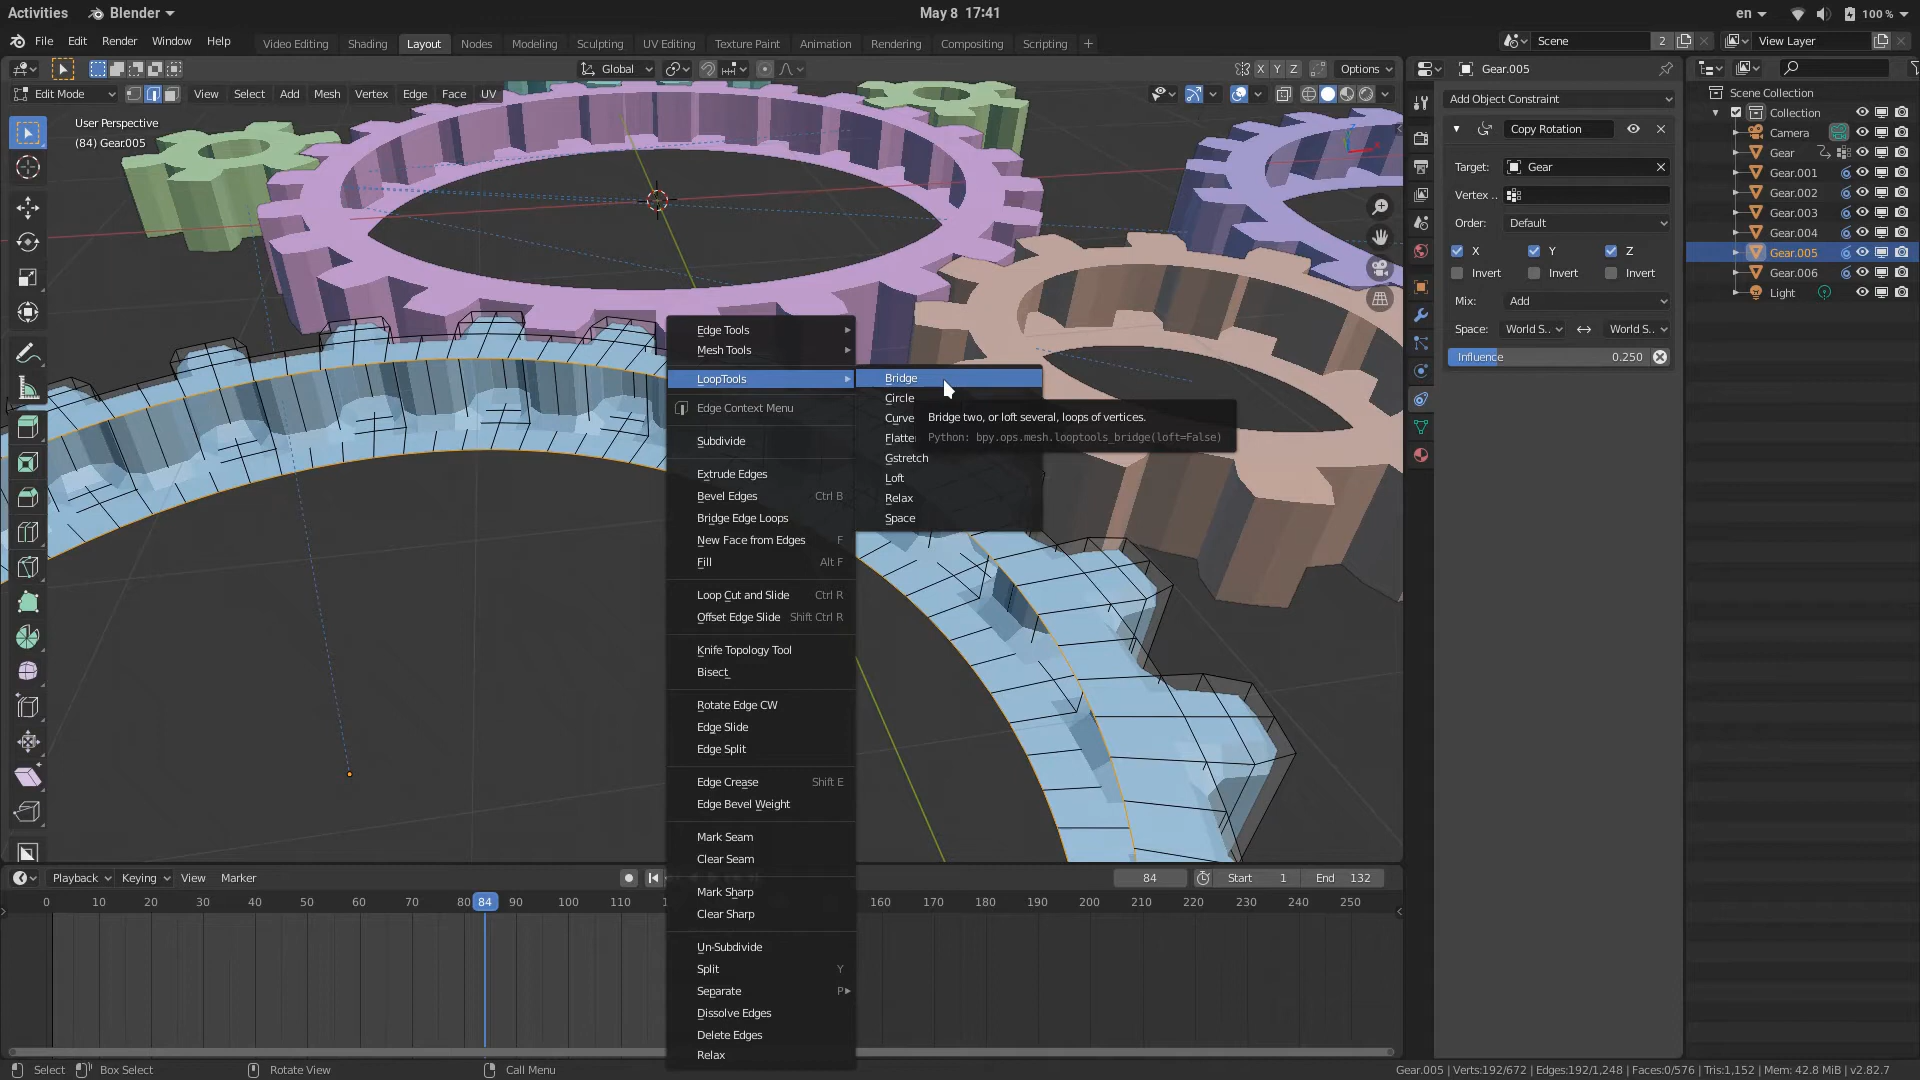 Activities Blender May 8 17:41 en 100 %
File Edit Render Window Help Video Editing Shading Layout Nodes Modeling Sculpting UV Editing Texture Paint Animation Rendering Compositing Scripting + Scene 2 View Layer
Global X Y Z Options Gear.005
Edit Mode View Select Add Mesh Vertex Edge Face UV
Add Object Constraint
Scene Collection
Collection
Camera
Gear
Gear.001
Gear.002
Gear.003
Gear.004
Gear.005
Gear.006
Light
Copy Rotation
Target: Gear
Vertex ..
Order: Default
X Y Z
Invert Invert Invert
Mix: Add
Space: World S.. World S..
Influence 0.250
User Perspective
(84) Gear.005
Edge Tools
Mesh Tools
LoopTools
Edge Context Menu
Subdivide
Extrude Edges
Bevel Edges Ctrl B
Bridge Edge Loops
New Face from Edges F
Fill Alt F
Loop Cut and Slide Ctrl R
Offset Edge Slide Shift Ctrl R
Knife Topology Tool
Bisect
Rotate Edge CW
Edge Slide
Edge Split
Edge Crease Shift E
Edge Bevel Weight
Mark Seam
Clear Seam
Mark Sharp
Clear Sharp
Un-Subdivide
Split Y
Separate P
Dissolve Edges
Delete Edges
Relax
Bridge
Circle
Curve
Flatte
Gstretch
Loft
Relax
Space
Bridge two, or loft several, loops of vertices.
Python: bpy.ops.mesh.looptools_bridge(loft=False)
Playback Keying View Marker 84 Start 1 End 132
0 10 20 30 40 50 60 70 80 84 90 100 110 160 170 180 190 200 210 220 230 240 250
Select Box Select Rotate View Call Menu Gear.005 | Verts:192/672 | Edges:192/1,248 | Faces:0/576 | Tris:1,152 | Mem: 42.8 MiB | v2.82.7